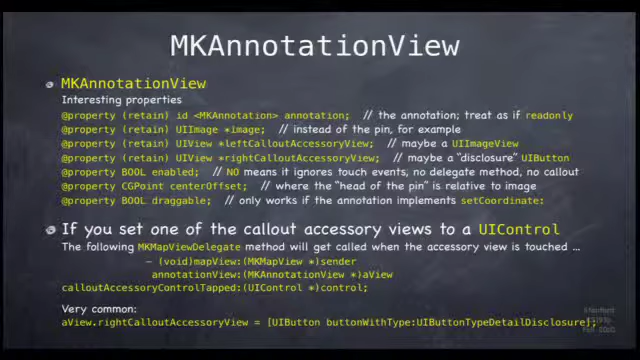 MKAnnotationView
MKAnnotationView
Interesting properties
@property (retain) id <MKAnnotation> annotation; // the annotation; treat as if readonly
@property (retain) UIImage *image; // instead of the pin, for example
@property (retain) UIView *leftCalloutAccessoryView; // maybe a UIImageView
@property (retain) UIView *rightCalloutAccessoryView; // maybe a "disclosure" UIButton
@property BOOL enabled; // NO means it ignores touch events, no delegate method, no callout
@property CGPoint centerOffset; // where the "head of the pin" is relative to image
@property BOOL draggable; // only works if the annotation implements setCoordinate:
If you set one of the callout accessory views to a UIControl
The following MKMapViewDelegate method will get called when the accessory view is touched ...
- (void)mapView:(MKMapView *)sender
annotationView:(MKAnnotationView *)aView
calloutAccessoryControlTapped:(UIControl *)control;
Very common:
aView.rightCalloutAccessoryView = [UIButton buttonWithType:UIButtonTypeDetailDisclosure];
Stanford
CS193p
Fall 2010